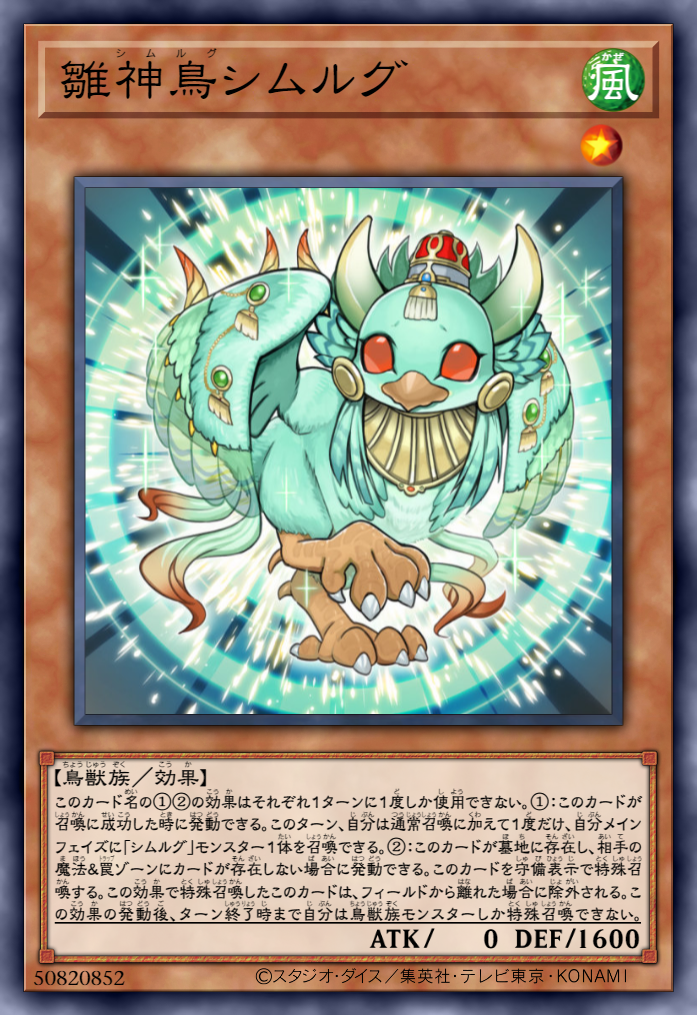 雛神鳥シムルグ
シムルグ
風
かぜ
【鳥獣族／効果】
このカード名の①②の効果はそれぞれ1ターンに1度しか使用できない。①：このカードが
召喚に成功した時に発動できる。このターン、自分は通常召喚に加えて1度だけ、自分メイン
フェイズに「シムルグ」モンスター1体を召喚できる。②：このカードが墓地に存在し、相手の
魔法&罠ゾーンにカードが存在しない場合に発動できる。このカードを守備表示で特殊召
喚する。この効果で特殊召喚したこのカードは、フィールドから離れた場合に除外される。こ
の効果の発動後、ターン終了時まで自分は鳥獣族モンスターしか特殊召喚できない。
ATK/ 0 DEF/1600
50820852 ©スタジオ・ダイス／集英社・テレビ東京・KONAMI